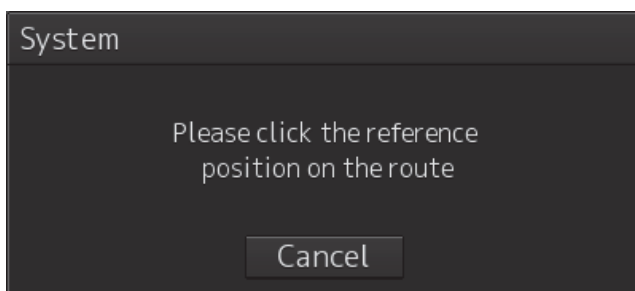 System
Please click the reference
position on the route
Cancel